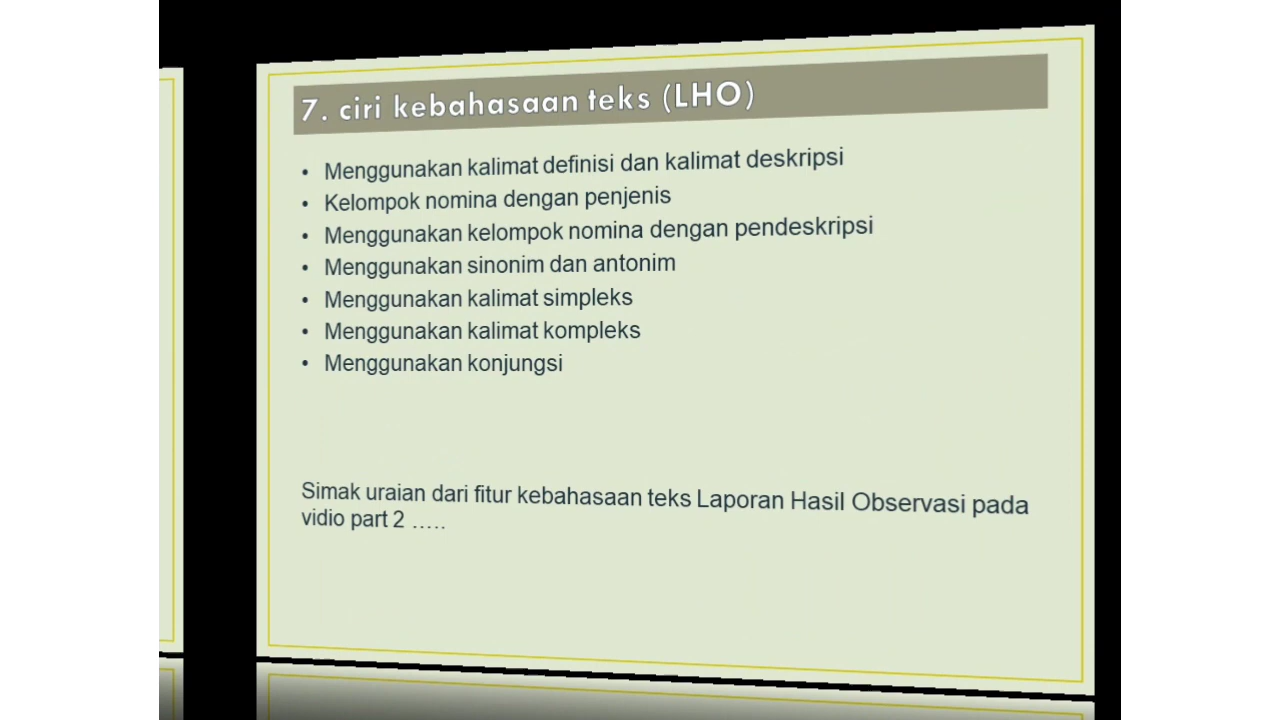 7. ciri kebahasaan teks (LHO)
• Menggunakan kalimat definisi dan kalimat deskripsi
• Kelompok nomina dengan penjenis
• Menggunakan kelompok nomina dengan pendeskripsi
• Menggunakan sinonim dan antonim
• Menggunakan kalimat simpleks
• Menggunakan kalimat kompleks
• Menggunakan konjungsi
Simak uraian dari fitur kebahasaan teks Laporan Hasil Observasi pada
vidio part 2 .....